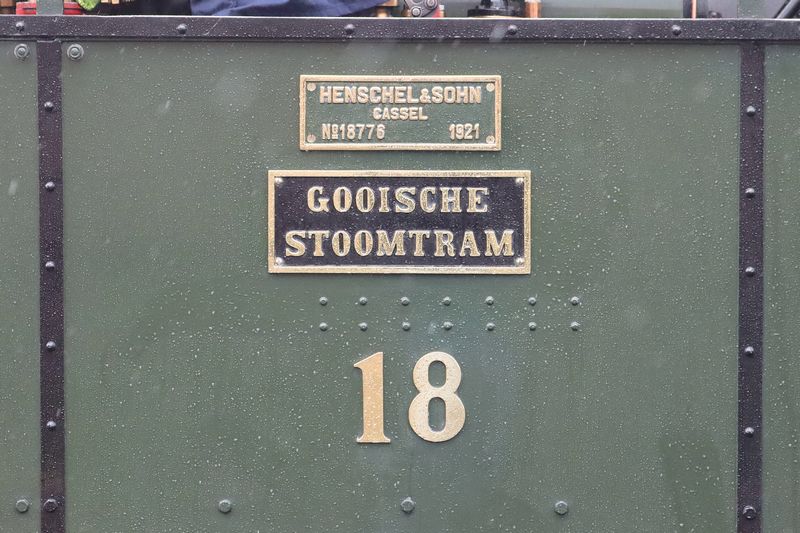 HENSCHEL&SOHN
CASSEL
№18776 1921
GOOISCHE
STOOMTRAM
18